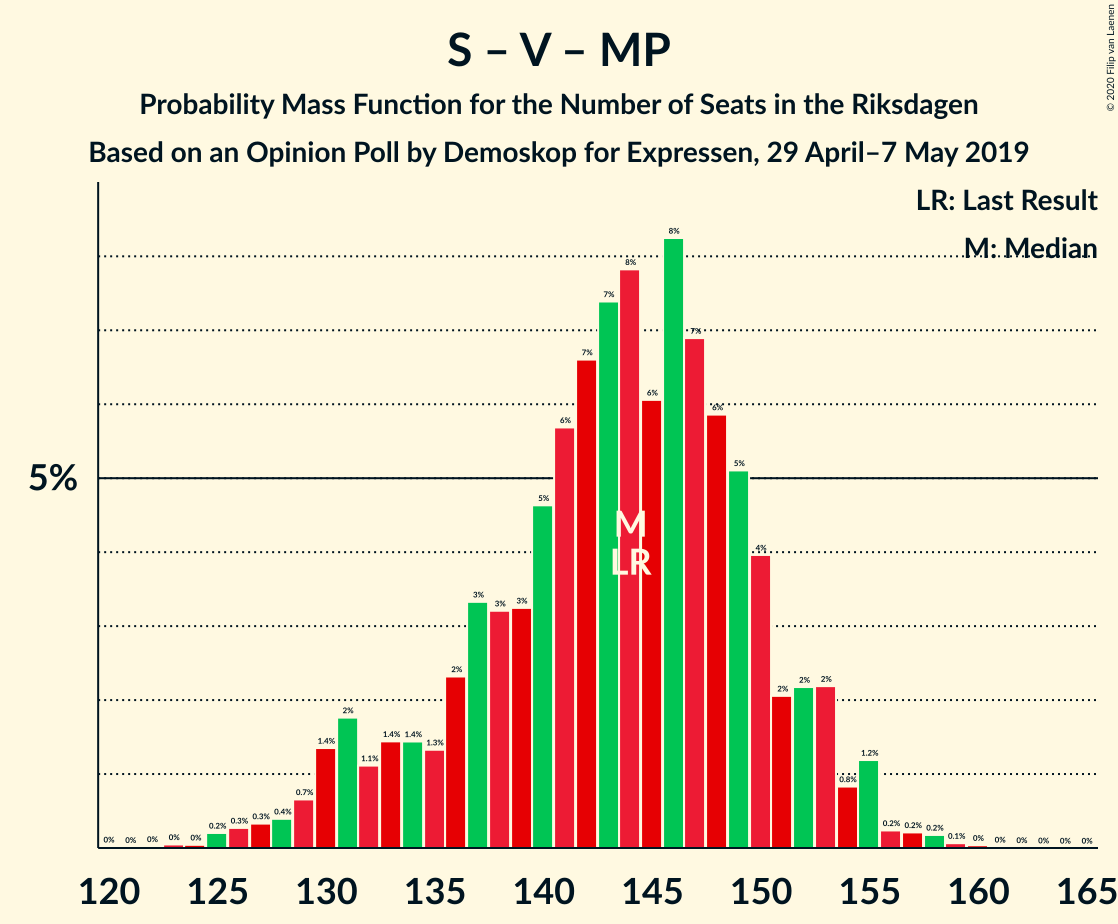 S – V – MP
Probability Mass Function for the Number of Seats in the Riksdagen
Based on an Opinion Poll by Demoskop for Expressen, 29 April–7 May 2019
© 2020 Filip van Laenen
LR: Last Result
M: Median
5%
0% 0% 0% 0% 0% 0.2% 0.3% 0.3% 0.4% 0.7% 1.4% 2% 1.1% 1.4% 1.4% 1.3% 2% 3% 3% 3% 5% 6% 7% 7% 8% 6% 8% 7% 6% 5% 4% 2% 2% 2% 0.8% 1.2% 0.2% 0.2% 0.2% 0.1% 0% 0% 0% 0% 0% 0%
M
LR
120 125 130 135 140 145 150 155 160 165